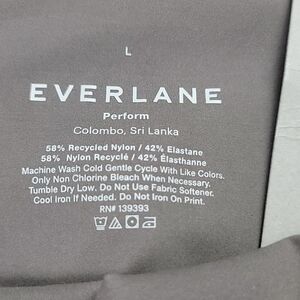 L
EVERLANE
Perform
Colombo, Sri Lanka
58% Recycled Nylon / 42% Elastane
58% Nylon Recyclé / 42% Élasthanne
Machine Wash Cold Gentle Cycle With Like Colors.
Only Non Chlorine Bleach When Necessary.
Tumble Dry Low. Do Not Use Fabric Softener.
Cool Iron If Needed. Do Not Iron On Print.
RN# 139393